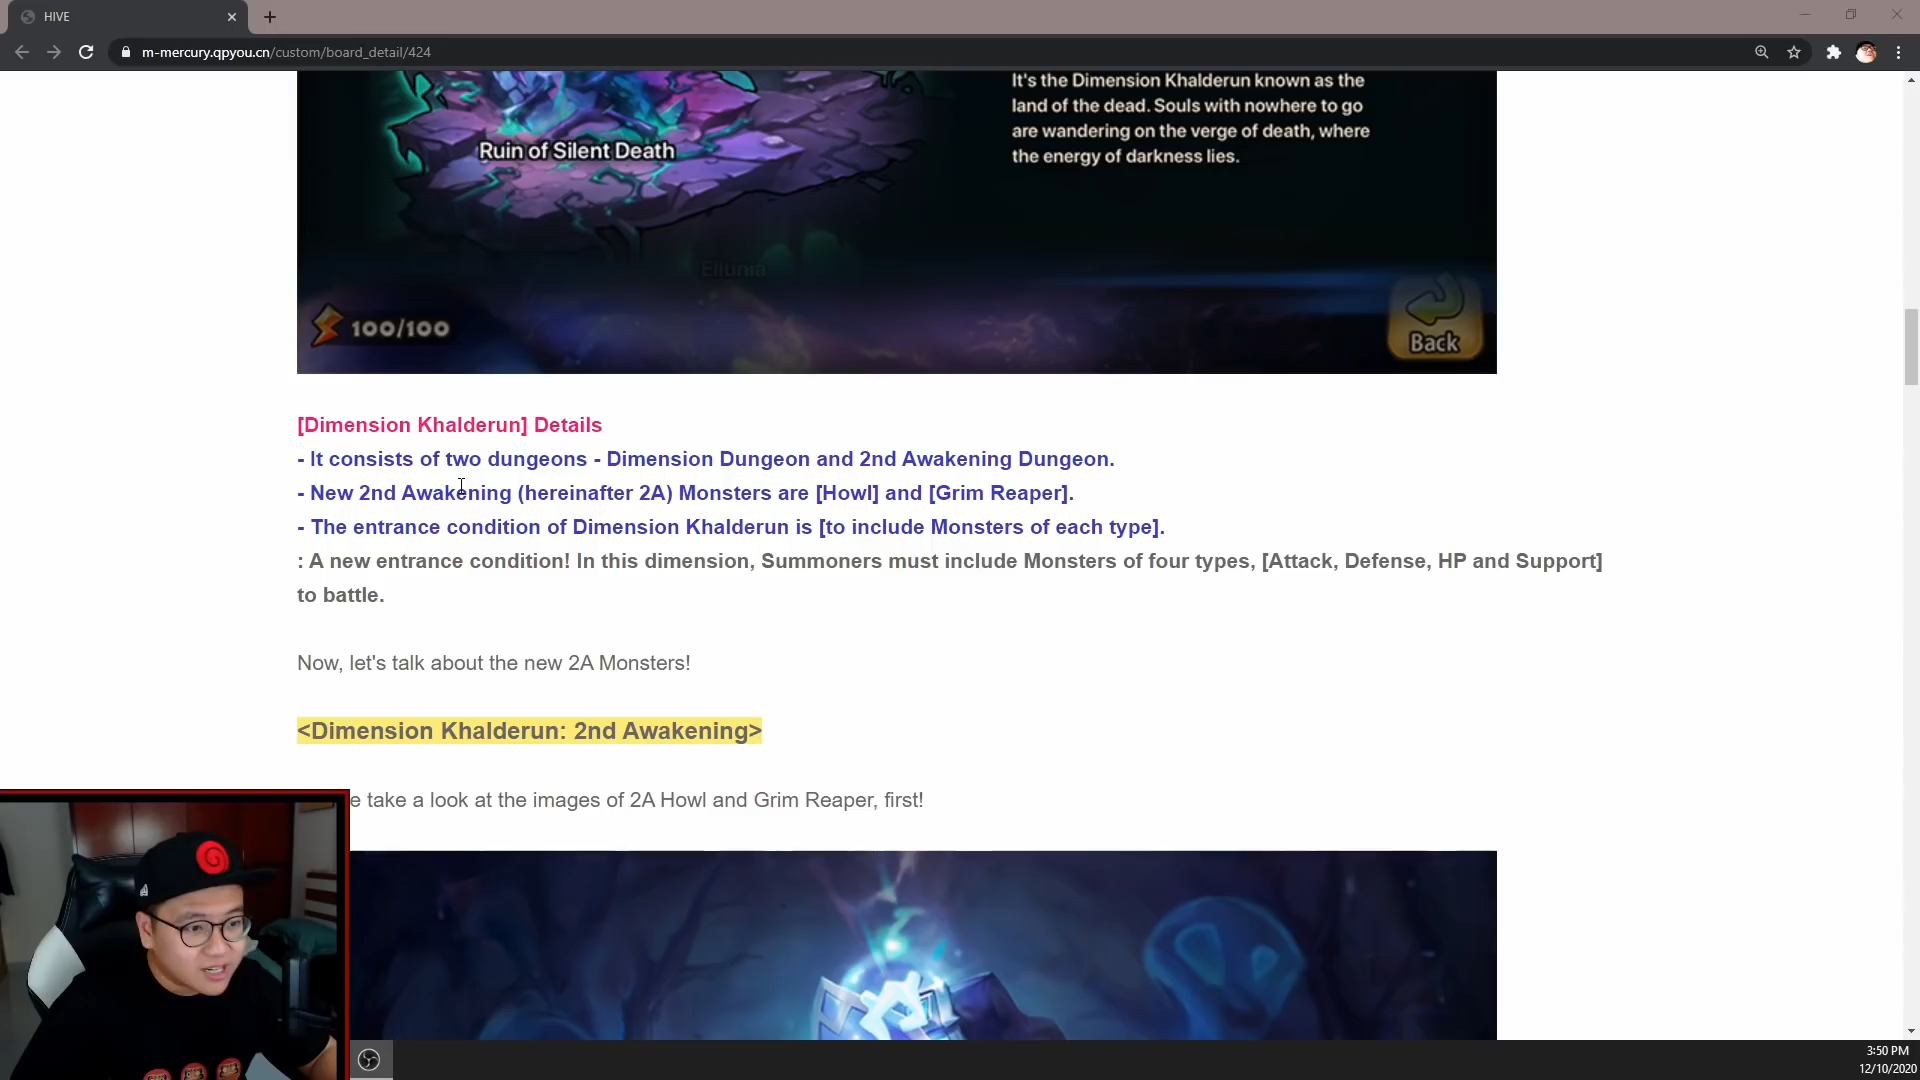 HIVE
m-mercury.qpyou.cn/custom/board_detail/424
It's the Dimension Khalderun known as the
land of the dead. Souls with nowhere to go
are wandering on the verge of death, where
the energy of darkness lies.
Ruin of Silent Death
Ellunia
100/100
Back
[Dimension Khalderun] Details
- It consists of two dungeons - Dimension Dungeon and 2nd Awakening Dungeon.
- New 2nd Awakening (hereinafter 2A) Monsters are [Howl] and [Grim Reaper].
- The entrance condition of Dimension Khalderun is [to include Monsters of each type].
: A new entrance condition! In this dimension, Summoners must include Monsters of four types, [Attack, Defense, HP and Support]
to battle.
Now, let's talk about the new 2A Monsters!
<Dimension Khalderun: 2nd Awakening>
e take a look at the images of 2A Howl and Grim Reaper, first!
3:50 PM
12/10/2020